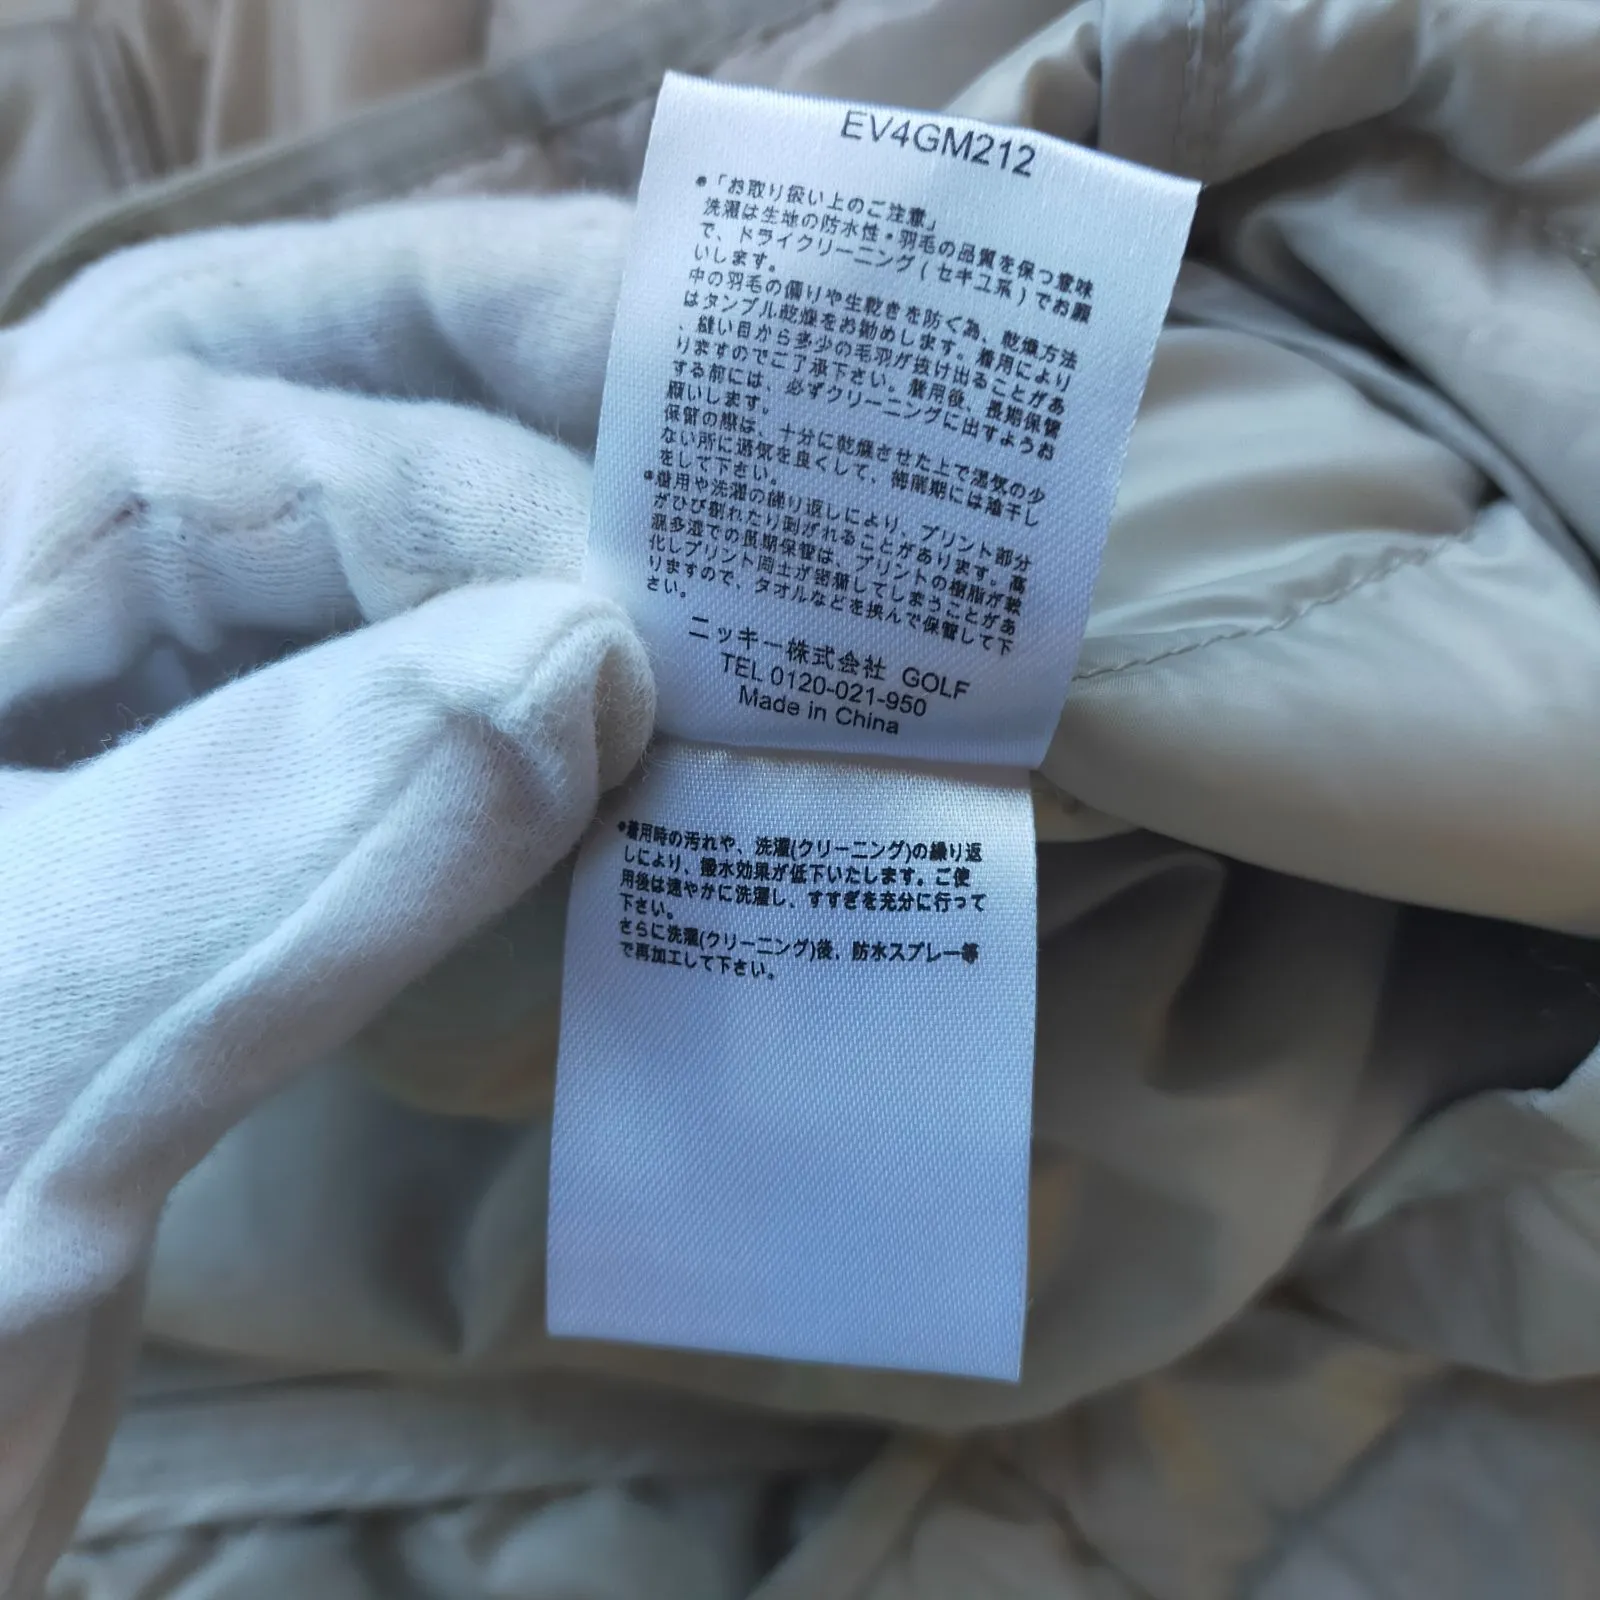 EV4GM212
•「お取り扱い上のご注意」
洗濯は生地の防水性・羽毛の品質を保つ意味
で、ドライクリーニング(セキユ系)でお願
いします。
中の羽毛の偏りや生乾きを防ぐ為、乾燥方法
はタンブル乾燥をお勧めします。着用により
、縫い目から多少の毛羽が抜け出ることがあ
りますのでご了承下さい。着用後、長期保管
する前には、必ずクリーニングに出すようお
願いします。
保管の際は、十分に乾燥させた上で湿気の少
ない所に通気を良くして、梅雨期には陰干し
をして下さい。
•着用や洗濯の繰り返しにより、プリント部分
がひび割れたり剥がれることがあります。高
温多湿での長期保管は、プリントの樹脂が軟
化しプリント同士が密着してしまうことがあ
りますので、タオルなどを挟んで保管して下
さい。
ニッキー株式会社 GOLF
TEL 0120-021-950
Made in China
•着用時の汚れや、洗濯(クリーニング)の繰り返
しにより、撥水効果が低下いたします。ご使
用後は速やかに洗濯し、すすぎを充分に行って
下さい。
さらに洗濯(クリーニング)後、防水スプレー等
で再加工して下さい。